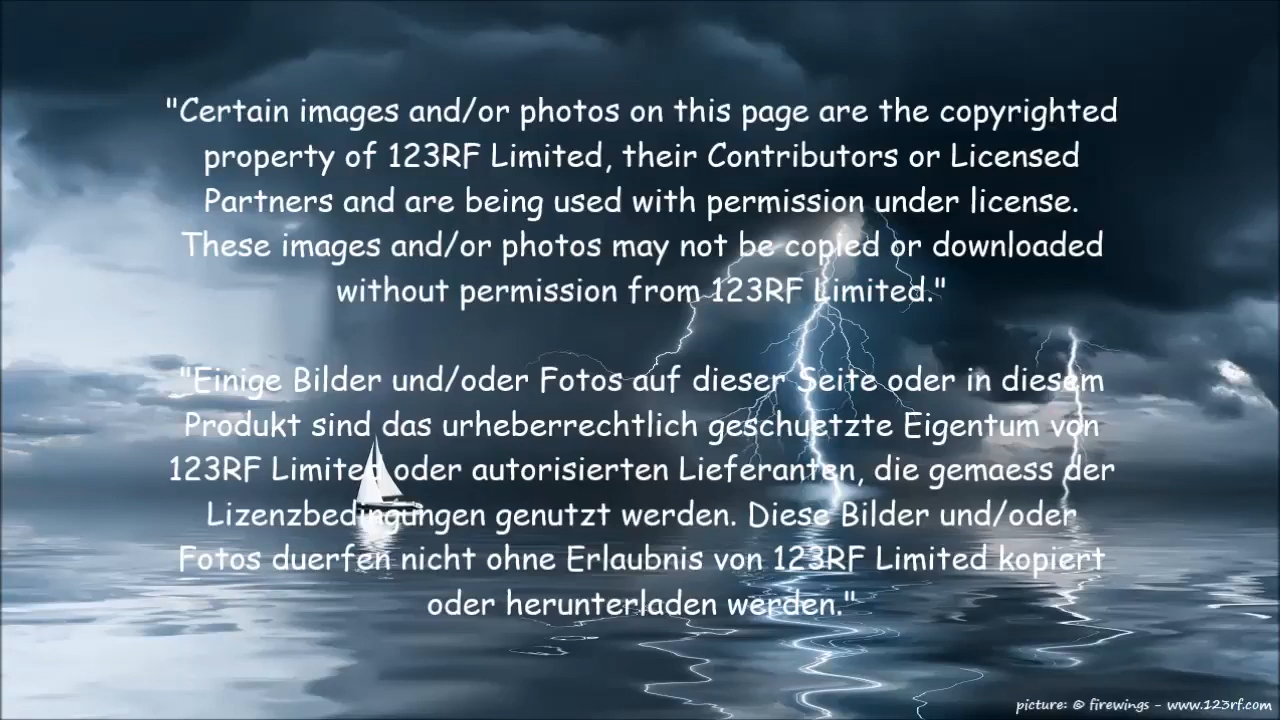 "Certain images and/or photos on this page are the copyrighted
property of 123RF Limited, their Contributors or Licensed
Partners and are being used with permission under license.
These images and/or photos may not be copied or downloaded
without permission from 123RF Limited."
"Einige Bilder und/oder Fotos auf dieser Seite oder in diesem
Produkt sind das urheberrechtlich geschuetzte Eigentum von
123RF Limited oder autorisierten Lieferanten, die gemaess der
Lizenzbedingungen genutzt werden. Diese Bilder und/oder
Fotos duerfen nicht ohne Erlaubnis von 123RF Limited kopiert
oder herunterladen werden."
picture: © firewings - www.123rf.com